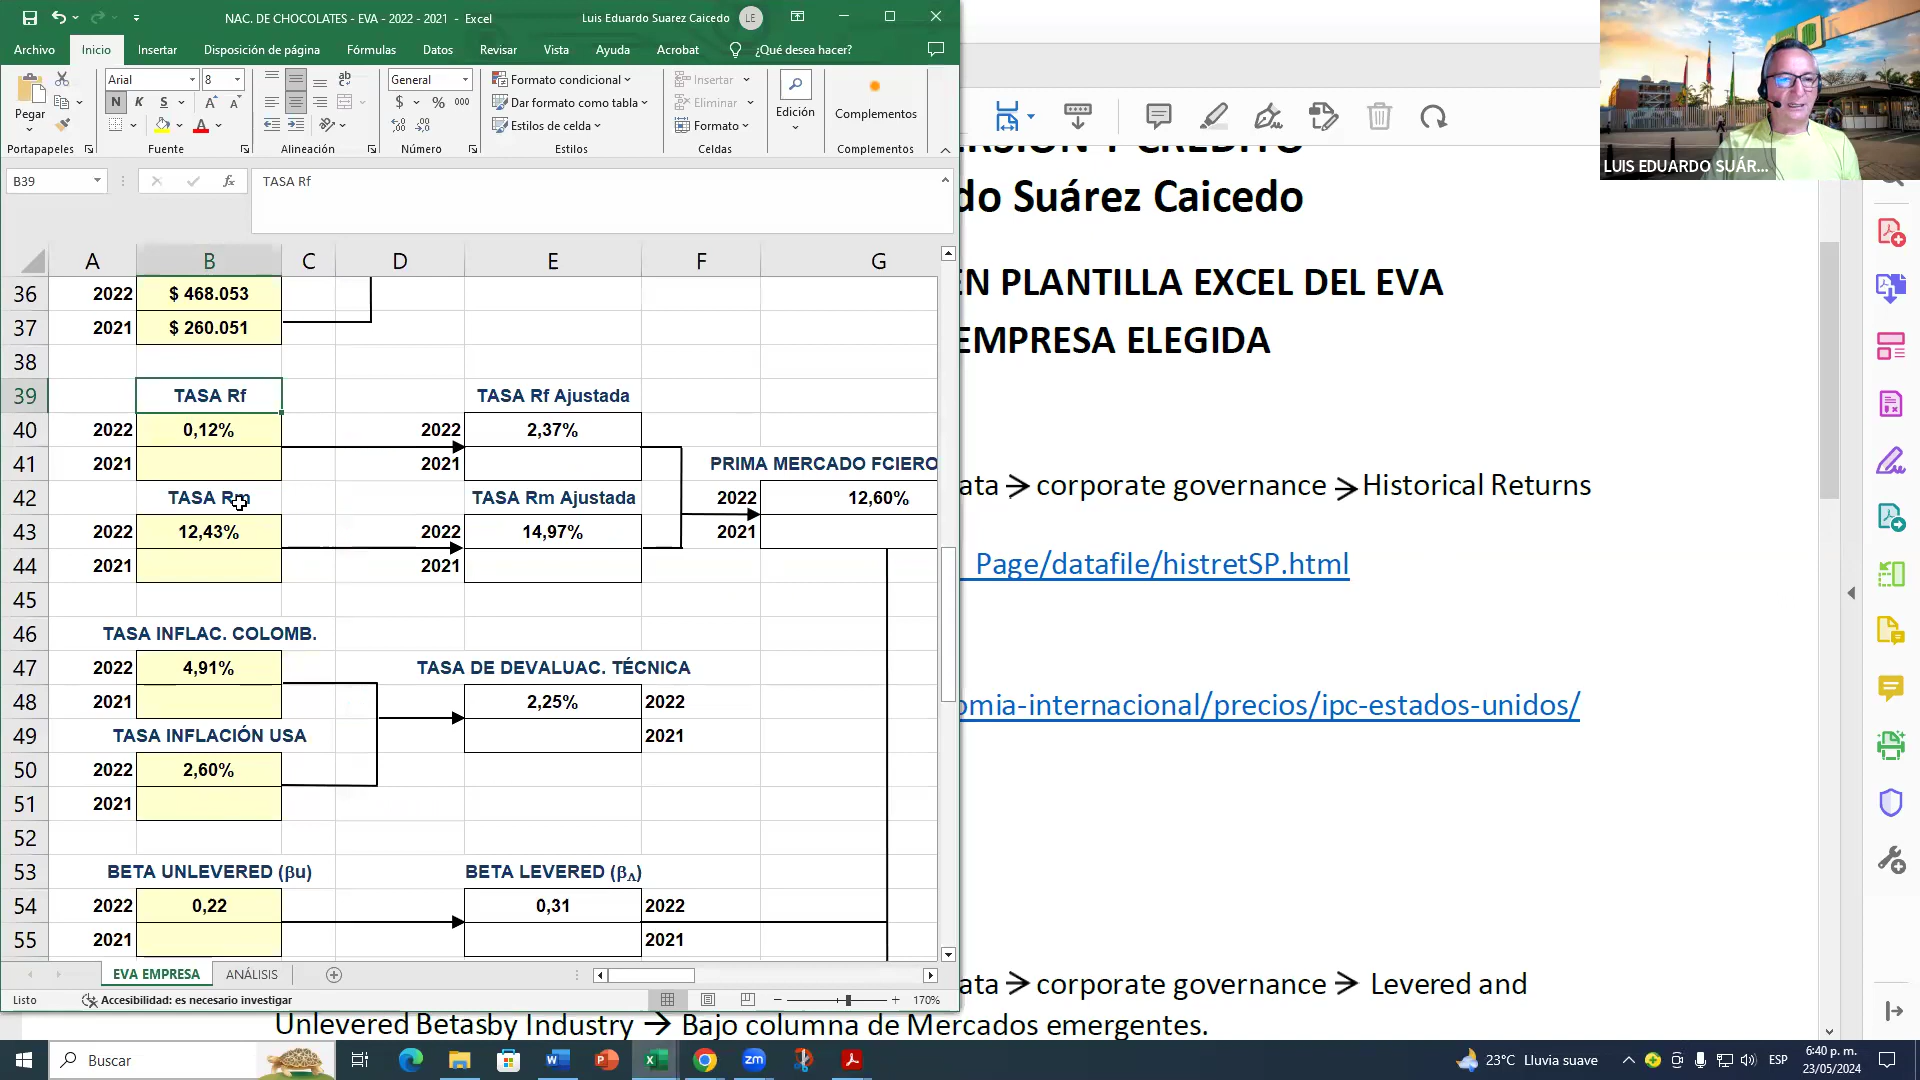 NAC. DE CHOCOLATES - EVA - 2022 - 2021 - Excel
Luis Eduardo Suarez Caicedo
LE
Archivo Inicio Insertar Disposición de página Fórmulas Datos Revisar Vista Ayuda Acrobat ¿Qué desea hacer?
Pegar
Arial 8
N K S
General
$ % 000
Formato condicional
Dar formato como tabla
Estilos de celda
Insertar
Eliminar
Formato
Edición
Complementos
Portapapeles Fuente Alineación Número Estilos Celdas Complementos
B39 fx TASA Rf
A B C D E F G
36 2022 $ 468.053
37 2021 $ 260.051
38
39 TASA Rf TASA Rf Ajustada
40 2022 0,12% 2022 2,37%
41 2021 2021 PRIMA MERCADO FCIERO
42 TASA Rm TASA Rm Ajustada 2022 12,60%
43 2022 12,43% 2022 14,97% 2021
44 2021 2021
45
46 TASA INFLAC. COLOMB.
47 2022 4,91% TASA DE DEVALUAC. TÉCNICA
48 2021 2,25% 2022
49 TASA INFLACIÓN USA 2021
50 2022 2,60%
51 2021
52
53 BETA UNLEVERED (βu) BETA LEVERED (βΛ)
54 2022 0,22 0,31 2022
55 2021 2021
EVA EMPRESA ANÁLISIS
Listo Accesibilidad: es necesario investigar 170%
do Suárez Caicedo
EN PLANTILLA EXCEL DEL EVA
EMPRESA ELEGIDA
ata → corporate governance → Historical Returns
_Page/datafile/histretSP.html
omia-internacional/precios/ipc-estados-unidos/
ata → corporate governance → Levered and
Unlevered Betasby Industry → Bajo columna de Mercados emergentes.
LUIS EDUARDO SUÁR...
Buscar
23°C Lluvia suave
ESP
6:40 p. m.
23/05/2024